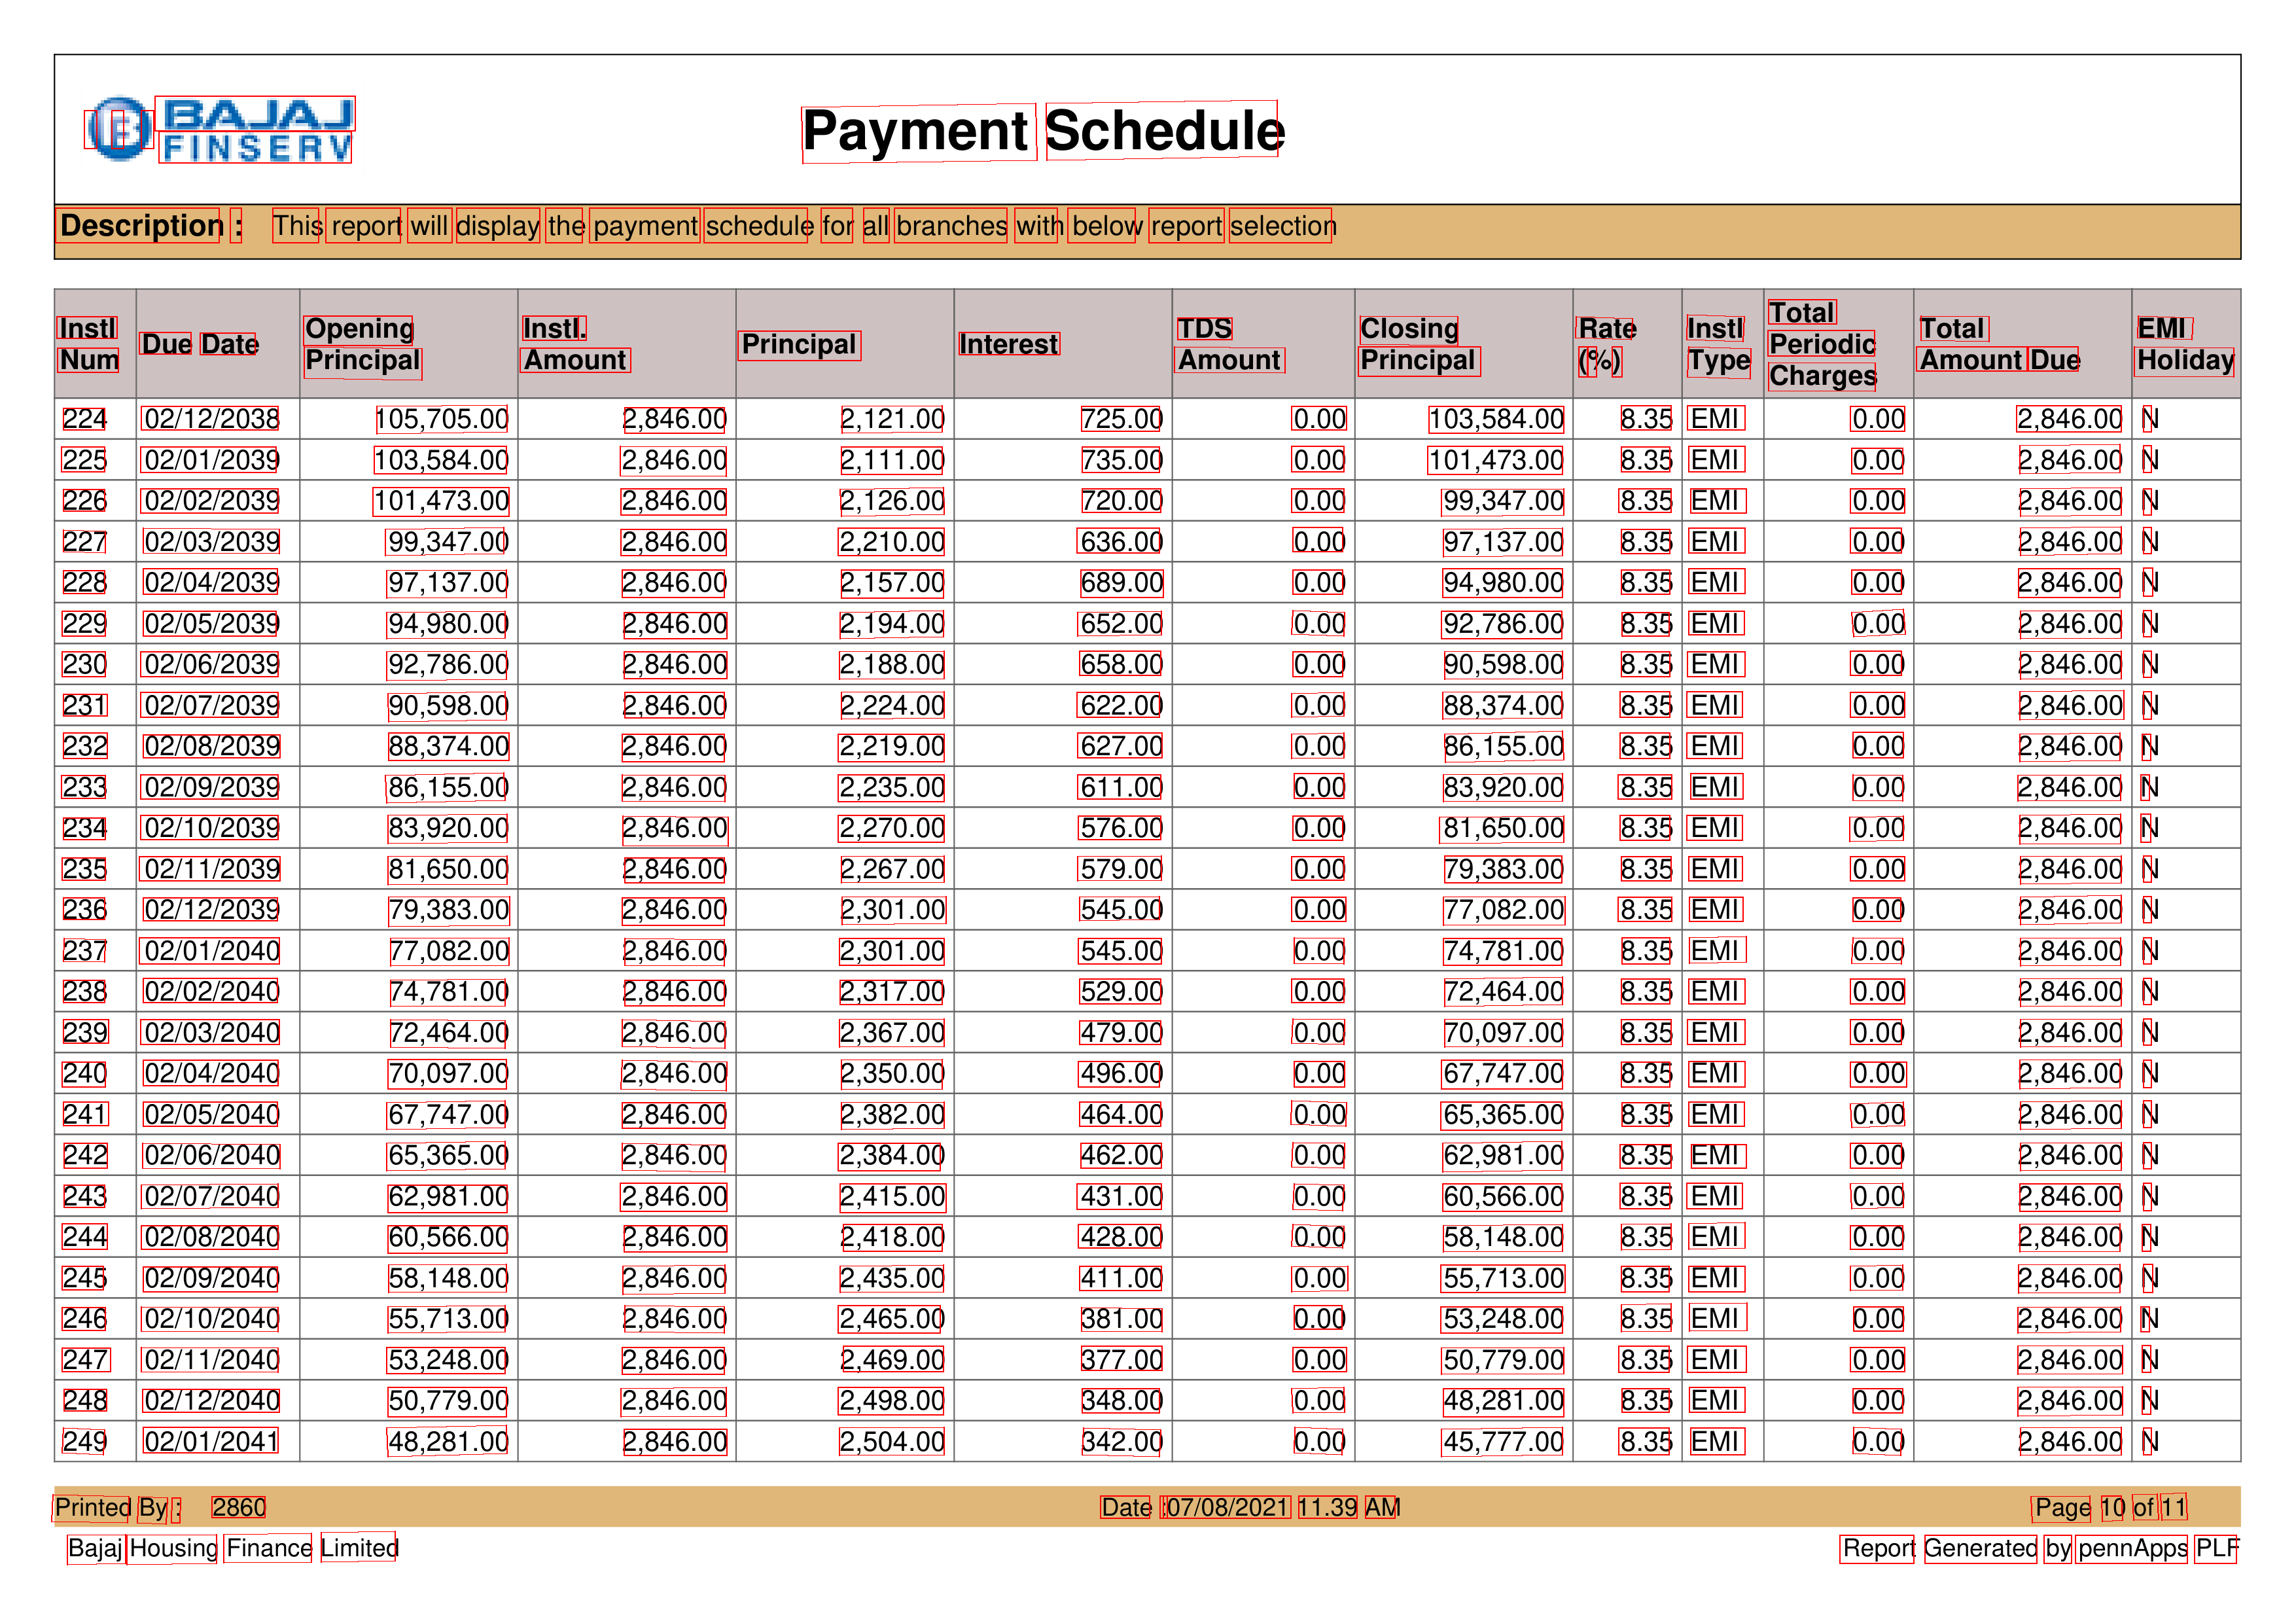 BAJAJ
FINSERV
Payment Schedule
Description : This report will display the payment schedule for all branches with below report selection
Instl Num Due Date Opening Principal Instl. Amount Principal Interest TDS Amount Closing Principal Rate (%) Instl Type Total Periodic Charges Total Amount Due EMI Holiday
224 02/12/2038 105,705.00 2,846.00 2,121.00 725.00 0.00 103,584.00 8.35 EMI 0.00 2,846.00 N
225 02/01/2039 103,584.00 2,846.00 2,111.00 735.00 0.00 101,473.00 8.35 EMI 0.00 2,846.00 N
226 02/02/2039 101,473.00 2,846.00 2,126.00 720.00 0.00 99,347.00 8.35 EMI 0.00 2,846.00 N
227 02/03/2039 99,347.00 2,846.00 2,210.00 636.00 0.00 97,137.00 8.35 EMI 0.00 2,846.00 N
228 02/04/2039 97,137.00 2,846.00 2,157.00 689.00 0.00 94,980.00 8.35 EMI 0.00 2,846.00 N
229 02/05/2039 94,980.00 2,846.00 2,194.00 652.00 0.00 92,786.00 8.35 EMI 0.00 2,846.00 N
230 02/06/2039 92,786.00 2,846.00 2,188.00 658.00 0.00 90,598.00 8.35 EMI 0.00 2,846.00 N
231 02/07/2039 90,598.00 2,846.00 2,224.00 622.00 0.00 88,374.00 8.35 EMI 0.00 2,846.00 N
232 02/08/2039 88,374.00 2,846.00 2,219.00 627.00 0.00 86,155.00 8.35 EMI 0.00 2,846.00 N
233 02/09/2039 86,155.00 2,846.00 2,235.00 611.00 0.00 83,920.00 8.35 EMI 0.00 2,846.00 N
234 02/10/2039 83,920.00 2,846.00 2,270.00 576.00 0.00 81,650.00 8.35 EMI 0.00 2,846.00 N
235 02/11/2039 81,650.00 2,846.00 2,267.00 579.00 0.00 79,383.00 8.35 EMI 0.00 2,846.00 N
236 02/12/2039 79,383.00 2,846.00 2,301.00 545.00 0.00 77,082.00 8.35 EMI 0.00 2,846.00 N
237 02/01/2040 77,082.00 2,846.00 2,301.00 545.00 0.00 74,781.00 8.35 EMI 0.00 2,846.00 N
238 02/02/2040 74,781.00 2,846.00 2,317.00 529.00 0.00 72,464.00 8.35 EMI 0.00 2,846.00 N
239 02/03/2040 72,464.00 2,846.00 2,367.00 479.00 0.00 70,097.00 8.35 EMI 0.00 2,846.00 N
240 02/04/2040 70,097.00 2,846.00 2,350.00 496.00 0.00 67,747.00 8.35 EMI 0.00 2,846.00 N
241 02/05/2040 67,747.00 2,846.00 2,382.00 464.00 0.00 65,365.00 8.35 EMI 0.00 2,846.00 N
242 02/06/2040 65,365.00 2,846.00 2,384.00 462.00 0.00 62,981.00 8.35 EMI 0.00 2,846.00 N
243 02/07/2040 62,981.00 2,846.00 2,415.00 431.00 0.00 60,566.00 8.35 EMI 0.00 2,846.00 N
244 02/08/2040 60,566.00 2,846.00 2,418.00 428.00 0.00 58,148.00 8.35 EMI 0.00 2,846.00 N
245 02/09/2040 58,148.00 2,846.00 2,435.00 411.00 0.00 55,713.00 8.35 EMI 0.00 2,846.00 N
246 02/10/2040 55,713.00 2,846.00 2,465.00 381.00 0.00 53,248.00 8.35 EMI 0.00 2,846.00 N
247 02/11/2040 53,248.00 2,846.00 2,469.00 377.00 0.00 50,779.00 8.35 EMI 0.00 2,846.00 N
248 02/12/2040 50,779.00 2,846.00 2,498.00 348.00 0.00 48,281.00 8.35 EMI 0.00 2,846.00 N
249 02/01/2041 48,281.00 2,846.00 2,504.00 342.00 0.00 45,777.00 8.35 EMI 0.00 2,846.00 N
Printed By : 2860 Date :07/08/2021 11.39 AM Page 10 of 11
Bajaj Housing Finance Limited Report Generated by pennApps PLF